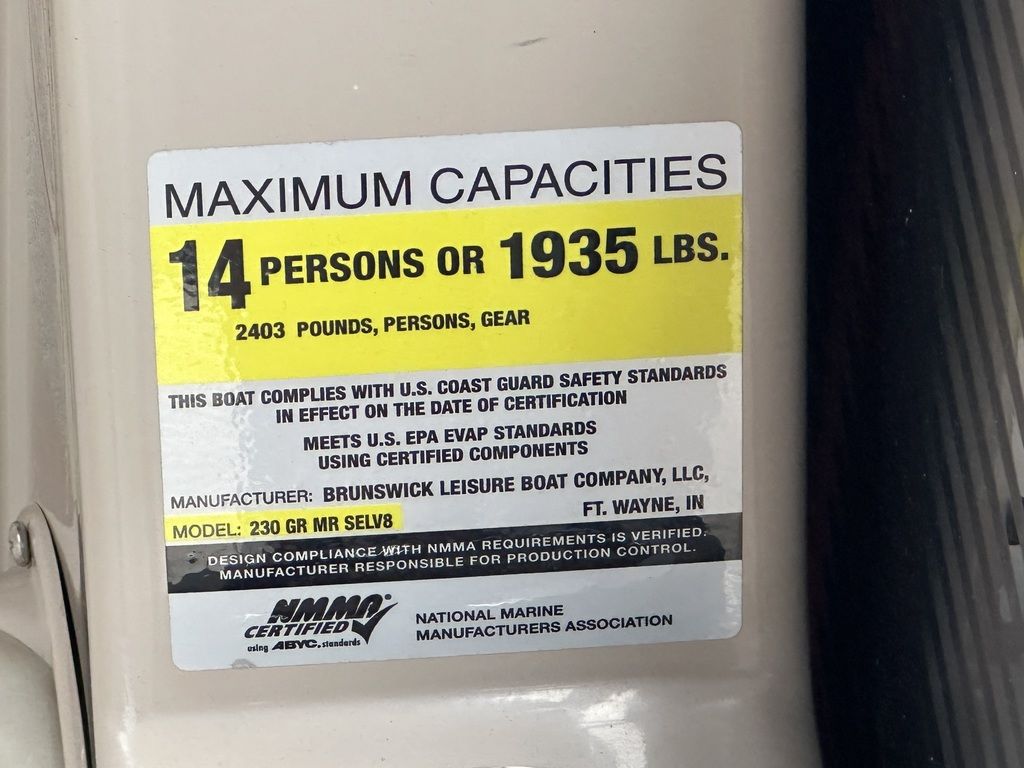 MAXIMUM CAPACITIES
14 PERSONS OR 1935 LBS.
2403 POUNDS, PERSONS, GEAR
THIS BOAT COMPLIES WITH U.S. COAST GUARD SAFETY STANDARDS
IN EFFECT ON THE DATE OF CERTIFICATION
MEETS U.S. EPA EVAP STANDARDS
USING CERTIFIED COMPONENTS
MANUFACTURER: BRUNSWICK LEISURE BOAT COMPANY, LLC,
FT. WAYNE, IN
MODEL: 230 GR MR SELV8
DESIGN COMPLIANCE WITH NMMA REQUIREMENTS IS VERIFIED.
MANUFACTURER RESPONSIBLE FOR PRODUCTION CONTROL.
NMMA®
CERTIFIED
using ABYC. standards
NATIONAL MARINE
MANUFACTURERS ASSOCIATION